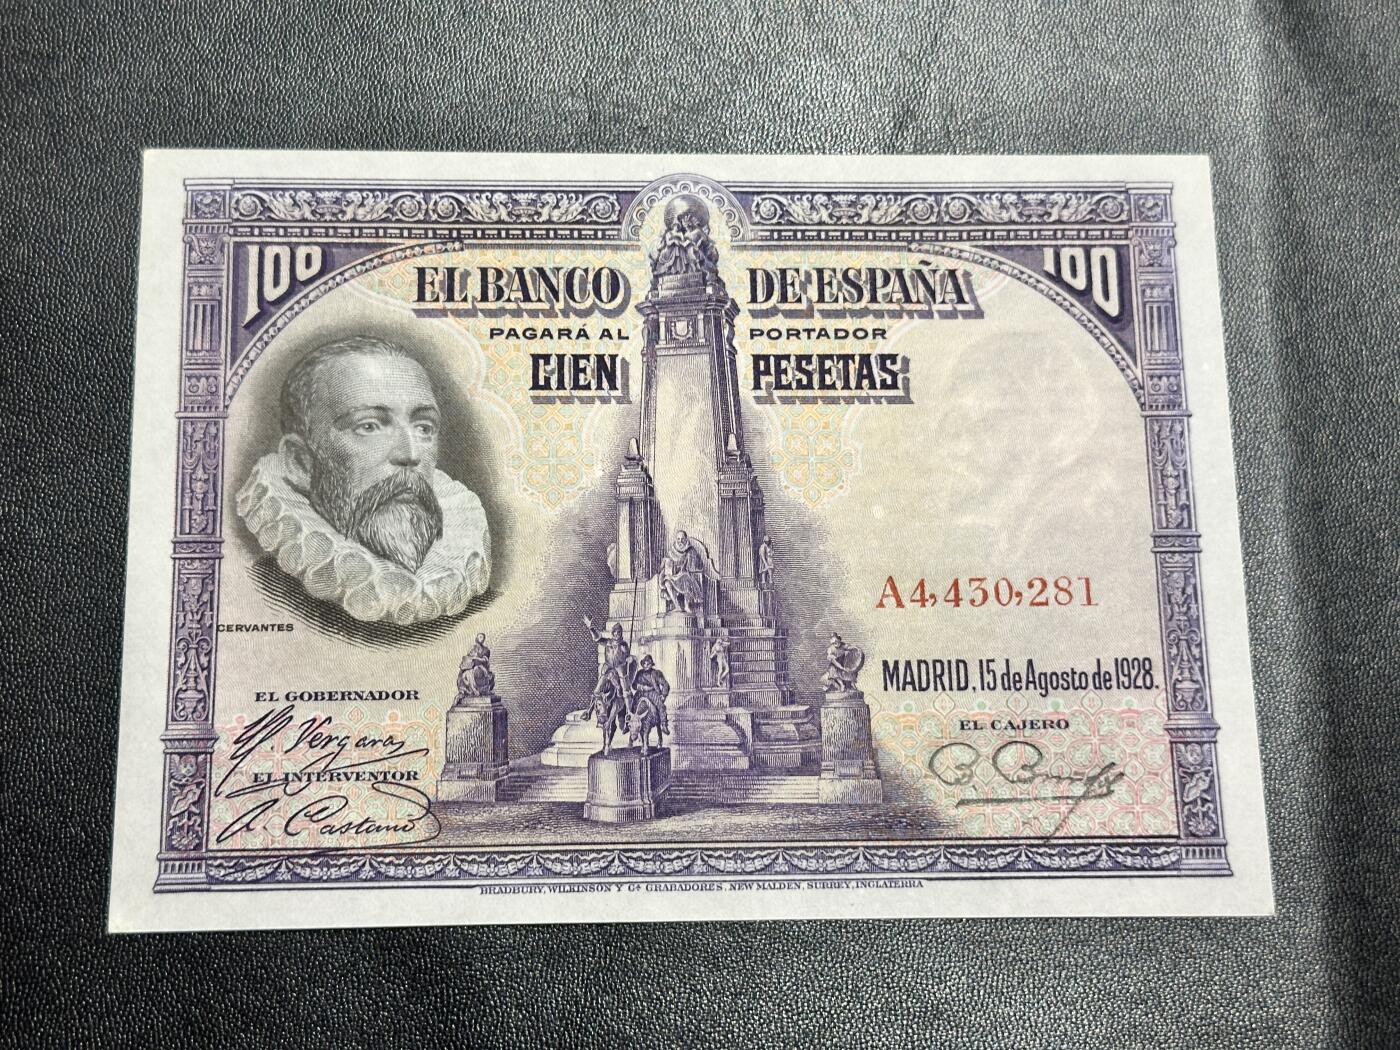 100 100
EL BANCO DE ESPAÑA
PAGARÁ AL PORTADOR
CIEN PESETAS
CERVANTES
A4,430,281
MADRID, 15 de Agosto de 1928.
EL GOBERNADOR
Vergara
EL INTERVENTOR
A. Castaño
EL CAJERO
BRADBURY, WILKINSON Y Cª GRABADORES, NEW MALDEN, SURREY, INGLATERRA